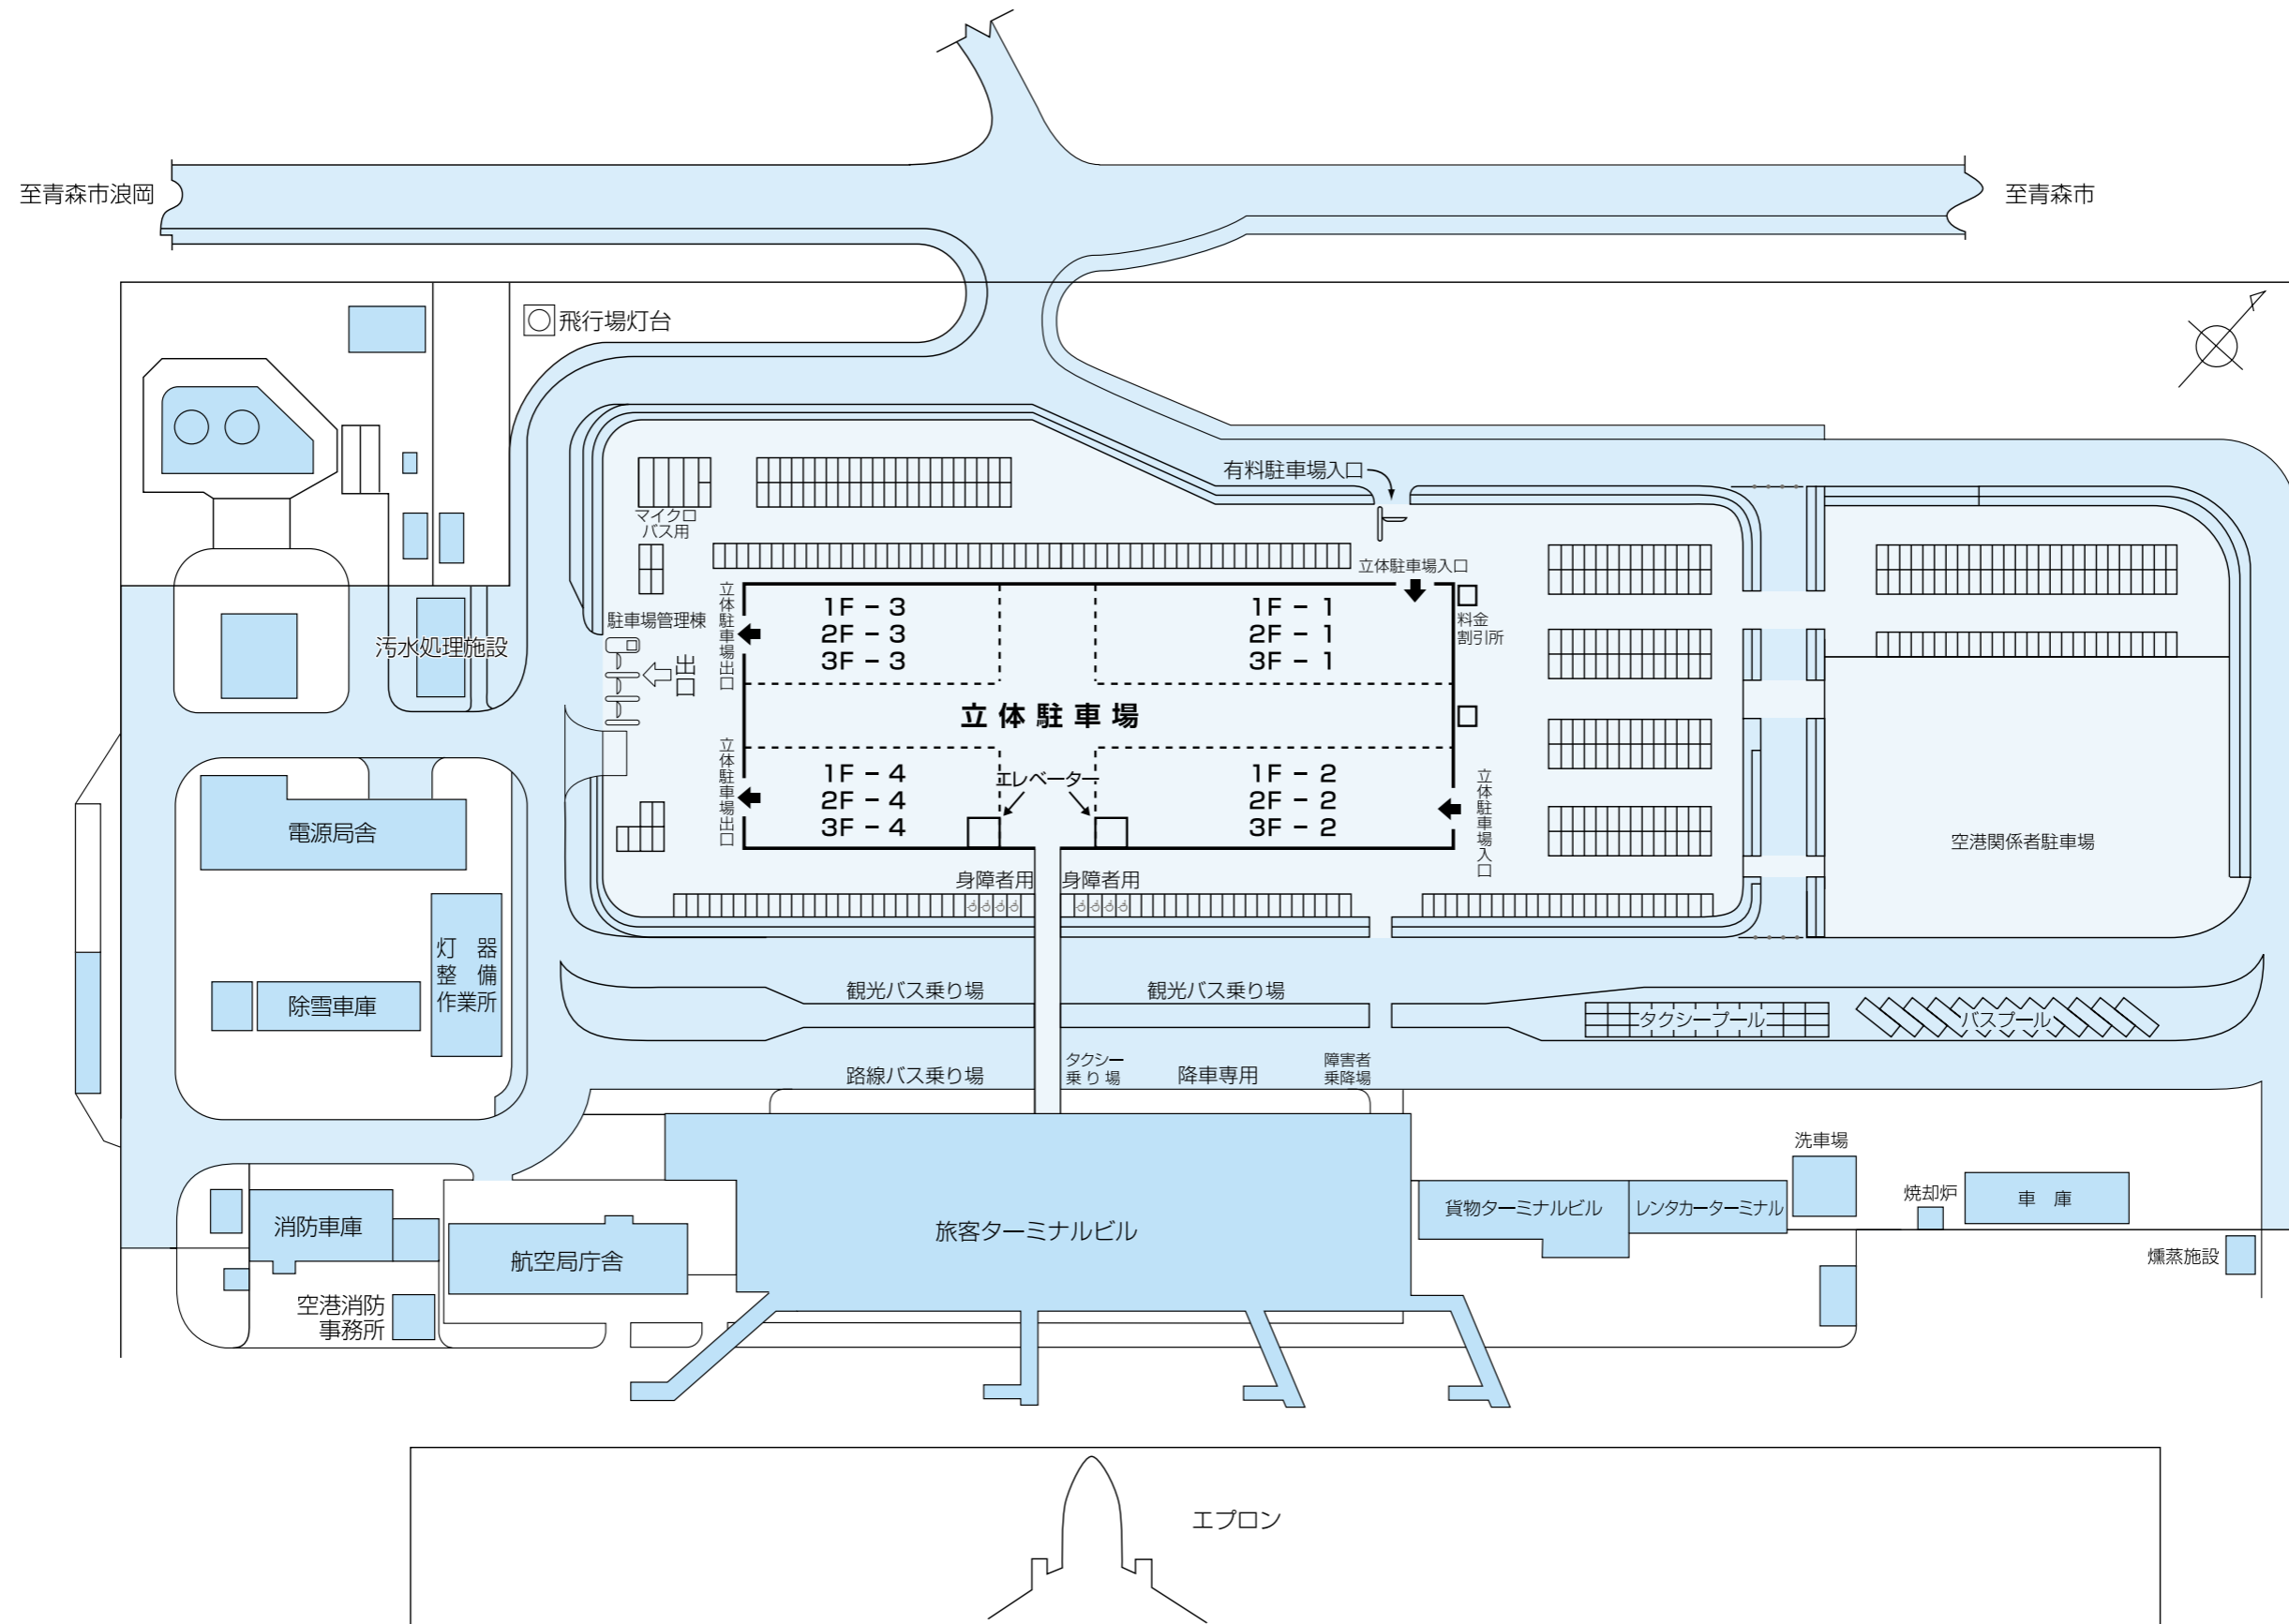 至青森市浪岡
至青森市
飛行場灯台
有料駐車場入口
マイクロ
バス用
立体駐車場入口
料金
割引所
駐車場管理棟
出口
立体駐車場出口
1F － 3
2F － 3
3F － 3
1F － 1
2F － 1
3F － 1
汚水処理施設
立体駐車場
立体駐車場出口
1F － 4
2F － 4
3F － 4
エレベーター
1F － 2
2F － 2
3F － 2
立体駐車場入口
空港関係者駐車場
電源局舎
身障者用
身障者用
灯　器
整　備
作業所
除雪車庫
観光バス乗り場
観光バス乗り場
タクシープール
バスプール
路線バス乗り場
タクシー
乗り場
降車専用
障害者
乗降場
洗車場
消防車庫
航空局庁舎
旅客ターミナルビル
貨物ターミナルビル
レンタカーターミナル
焼却炉
車　庫
燻蒸施設
空港消防
事務所
エプロン